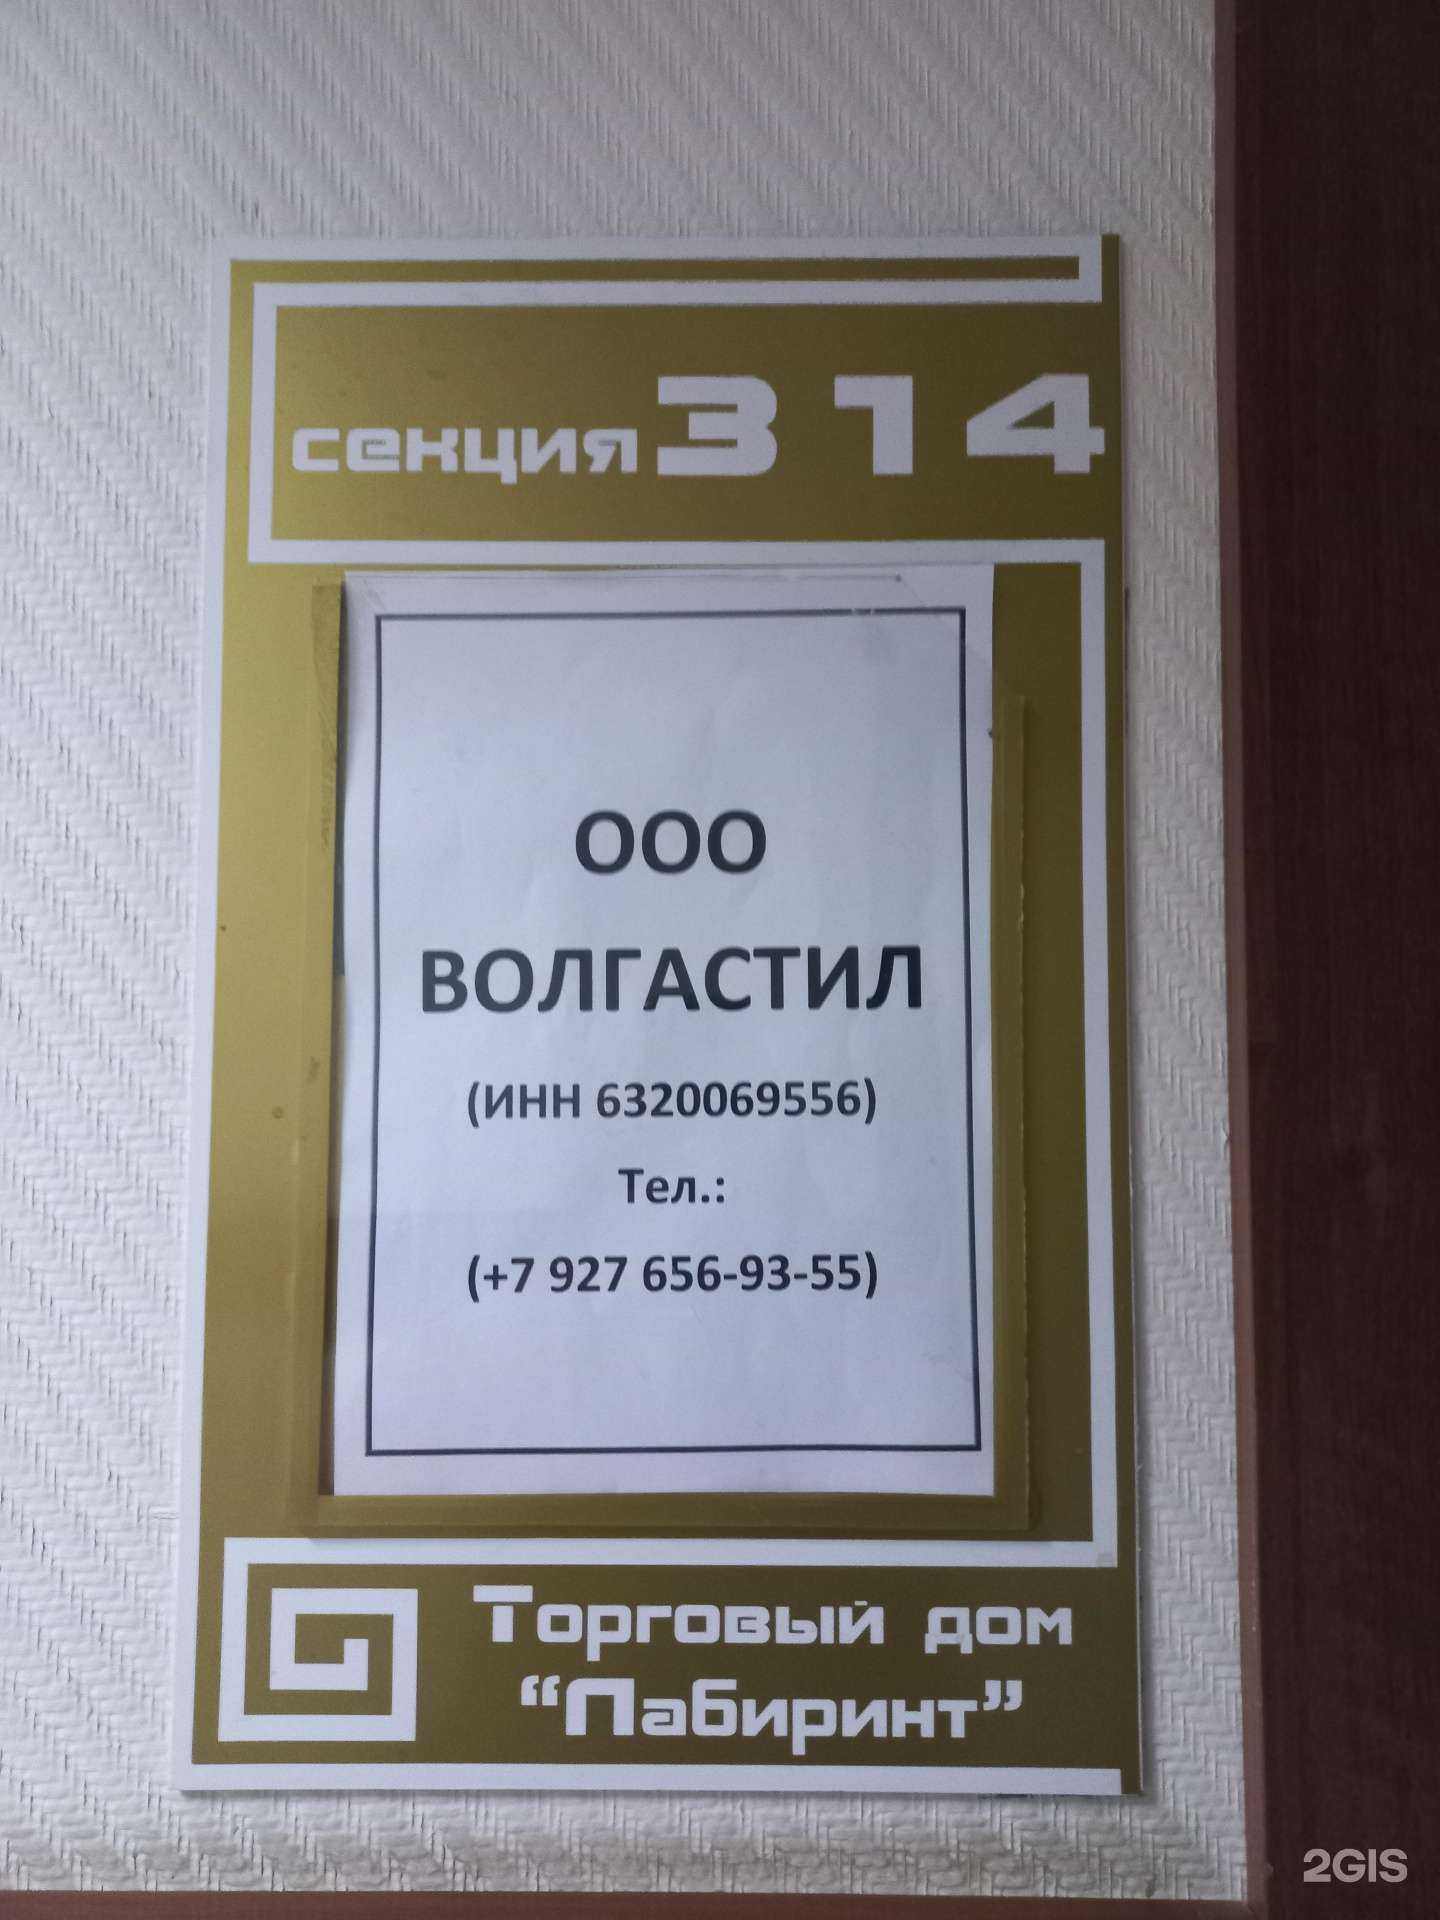 секция 314
ООО
ВОЛГАСТИЛ
(ИНН 6320069556)
Тел.:
(+7 927 656-93-55)
Торговый дом
“Лабиринт”
2GIS